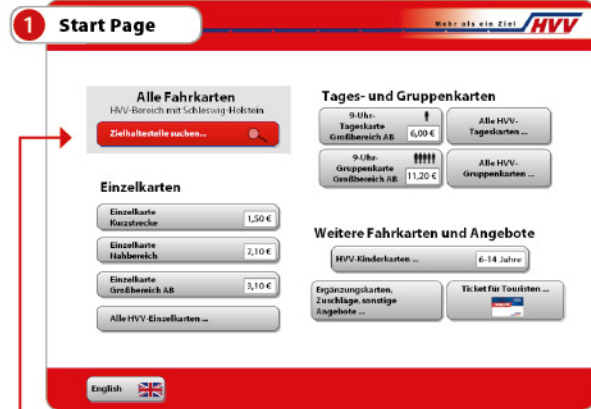 1 Start Page
Mehr als ein Ziel HVV
Alle Fahrkarten
HVV-Bereich mit Schleswig-Holstein
Zielhaltestelle suchen...
Einzelkarten
Einzelkarte
Kurzstrecke
1,50 €
Einzelkarte
Nahbereich
2,10 €
Einzelkarte
Großbereich AB
3,10 €
Alle HVV-Einzelkarten ...
Tages- und Gruppenkarten
9-Uhr-
Tageskarte
Großbereich AB
6,00 €
Alle HVV-
Tageskarten ...
9-Uhr-
Gruppenkarte
Großbereich AB
11,20 €
Alle HVV-
Gruppenkarten ...
Weitere Fahrkarten und Angebote
HVV-Kinderkarten ...
6-14 Jahre
Ergänzungskarten,
Zuschläge, sonstige
Angebote ...
Ticket für Touristen ...
English